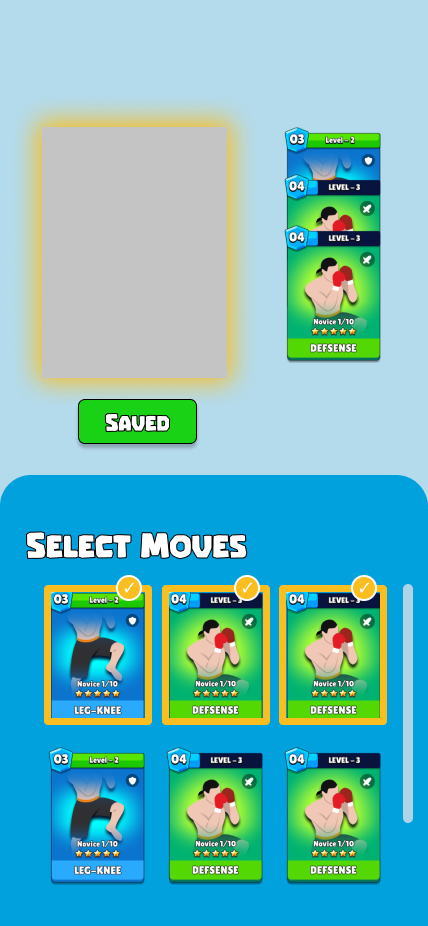 03
Level - 2
04
LEVEL - 3
04
LEVEL - 3
Novice 1/10
DEFSENSE
SAVED
SELECT MOVES
03
Level - 2
Novice 1/10
LEG-KNEE
04
LEVEL - 3
Novice 1/10
DEFSENSE
04
LEVEL - 3
Novice 1/10
DEFSENSE
03
Level - 2
Novice 1/10
LEG-KNEE
04
LEVEL - 3
Novice 1/10
DEFSENSE
04
LEVEL - 3
Novice 1/10
DEFSENSE